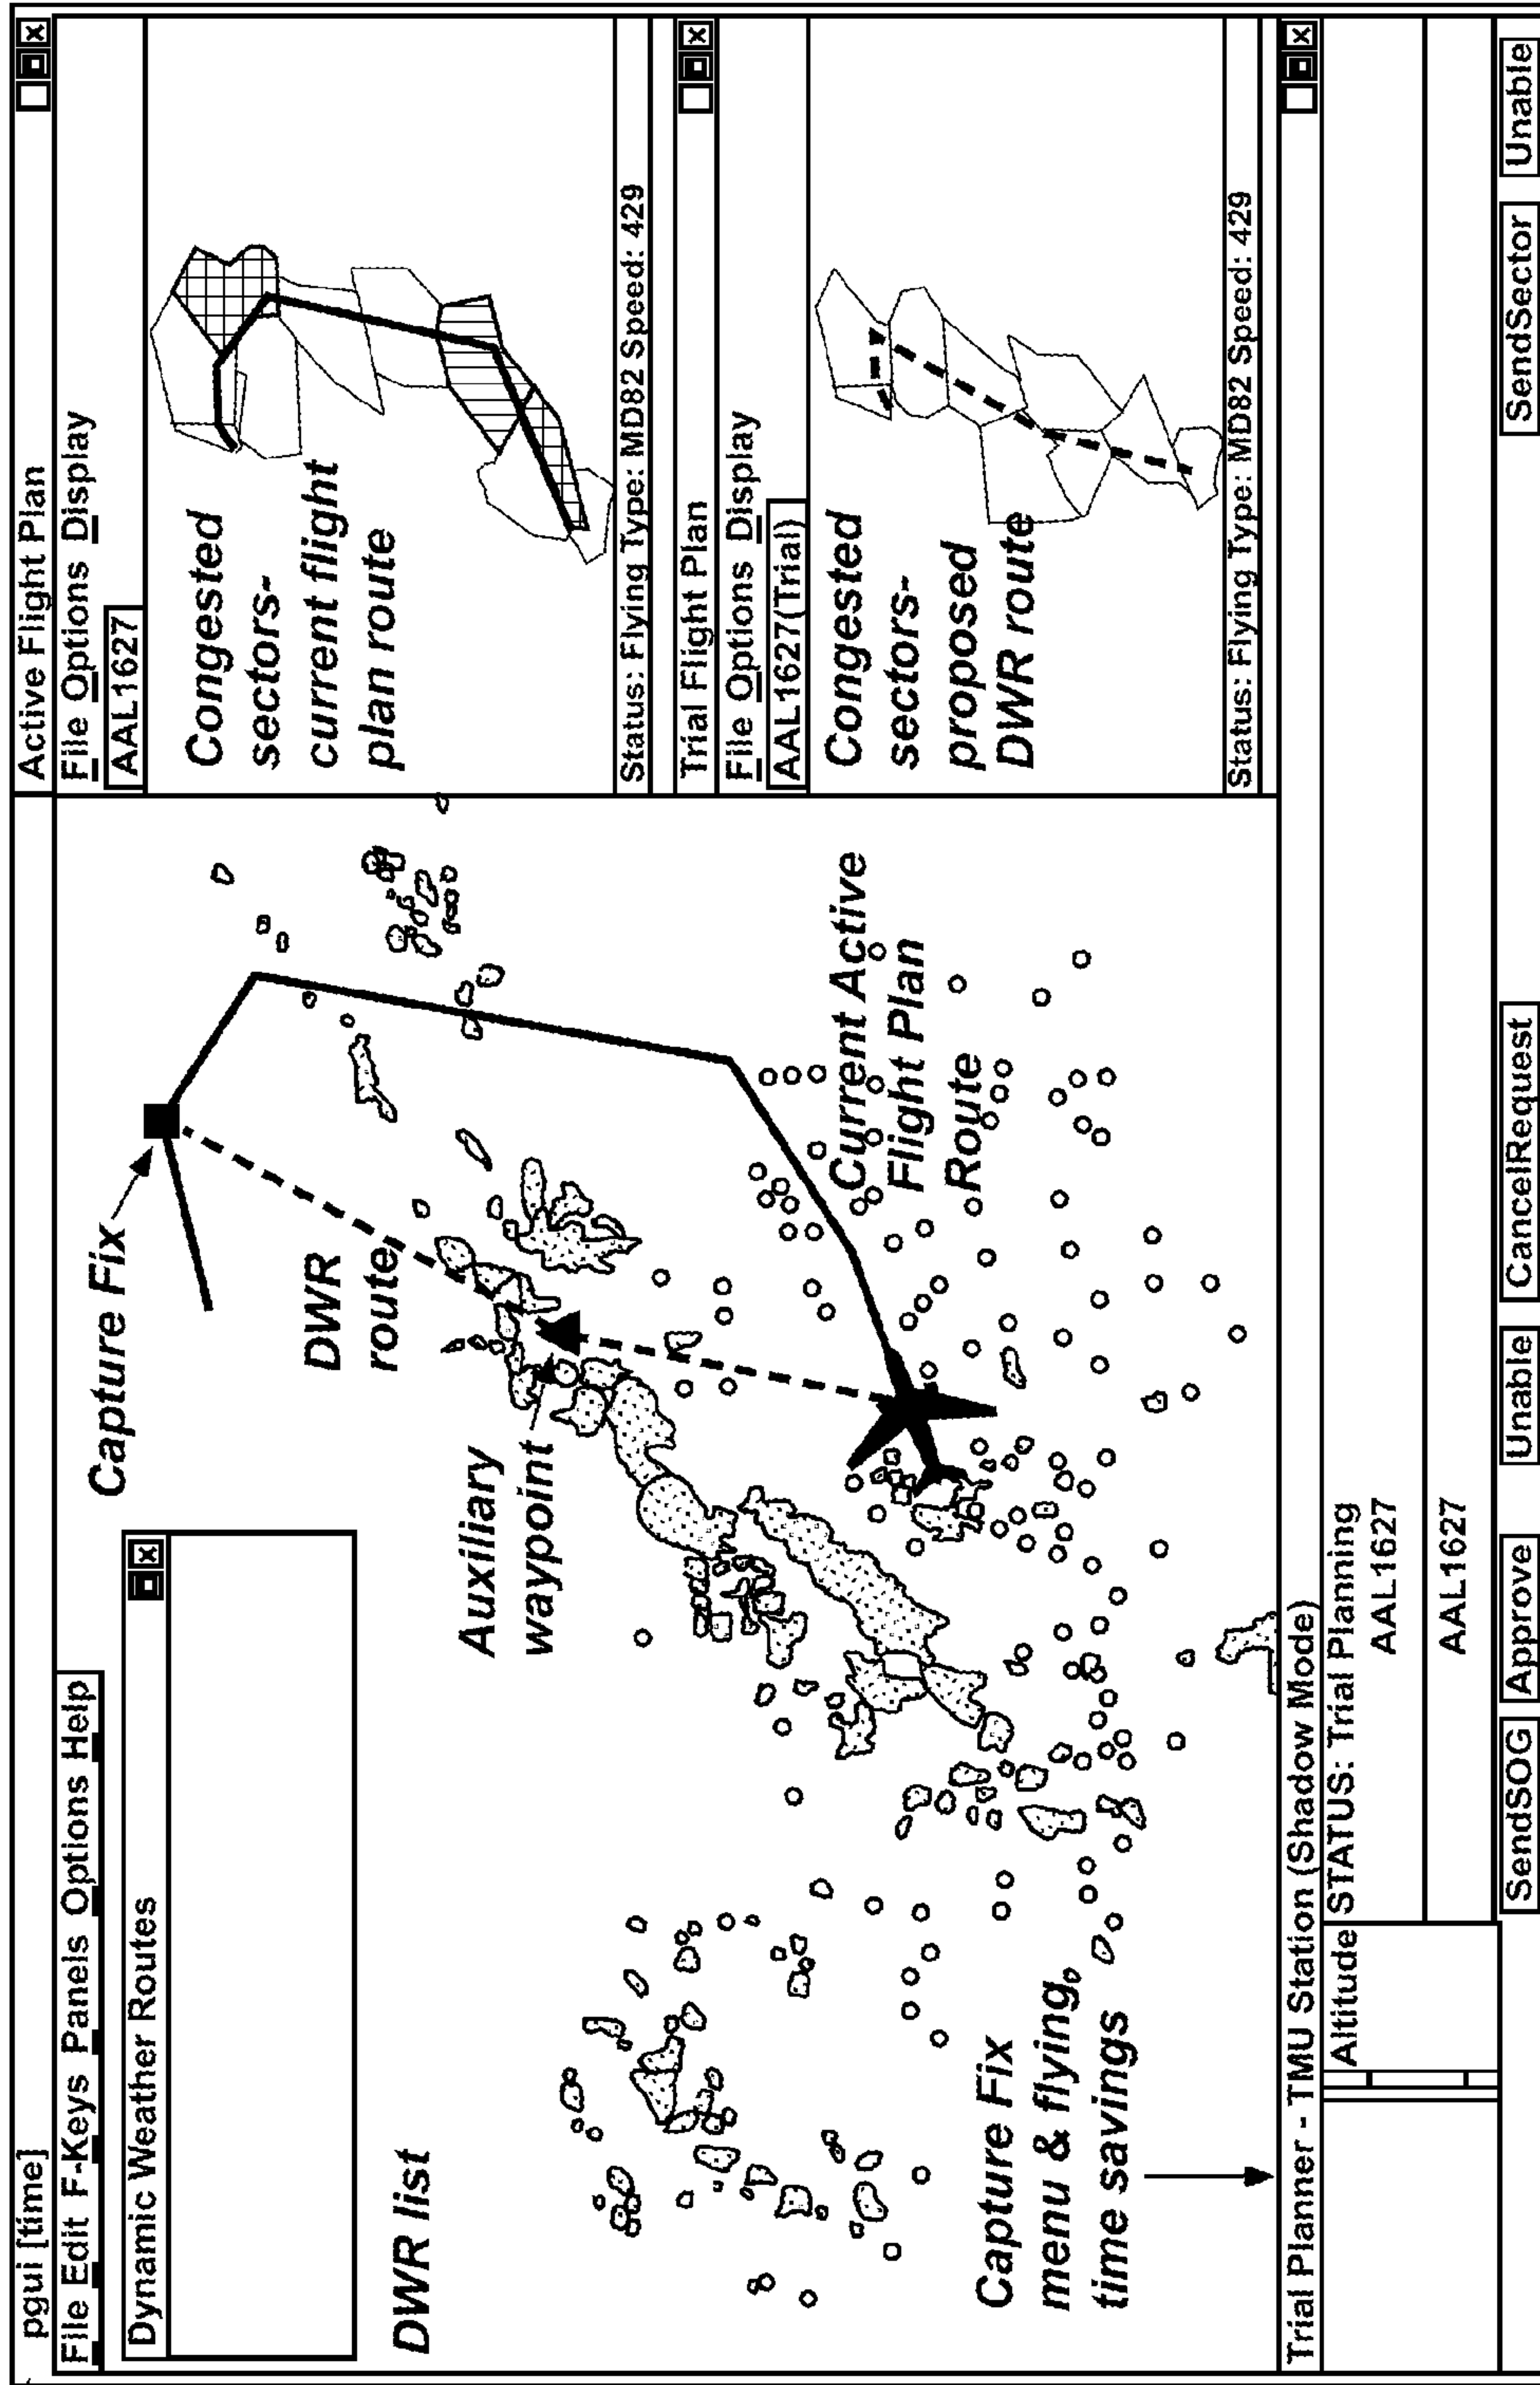 pgui [time]
File Edit F-Keys Panels Options Help
Dynamic Weather Routes
DWR list
Capture Fix
DWR
route
Auxiliary
waypoint
Current Active
Flight Plan
Route
Capture Fix
menu & flying
time savings
Active Flight Plan
File Options Display
AAL1627
Congested
sectors-
current flight
plan route
Status: Flying Type: MD82 Speed: 429
Trial Flight Plan
File Options Display
AAL1627(Trial)
Congested
sectors-
proposed
DWR route
Status: Flying Type: MD82 Speed: 429
Trial Planner - TMU Station (Shadow Mode)
Altitude STATUS: Trial Planning
AAL1627
AAL1627
SendSOG Approve Unable CancelRequest SendSector Unable